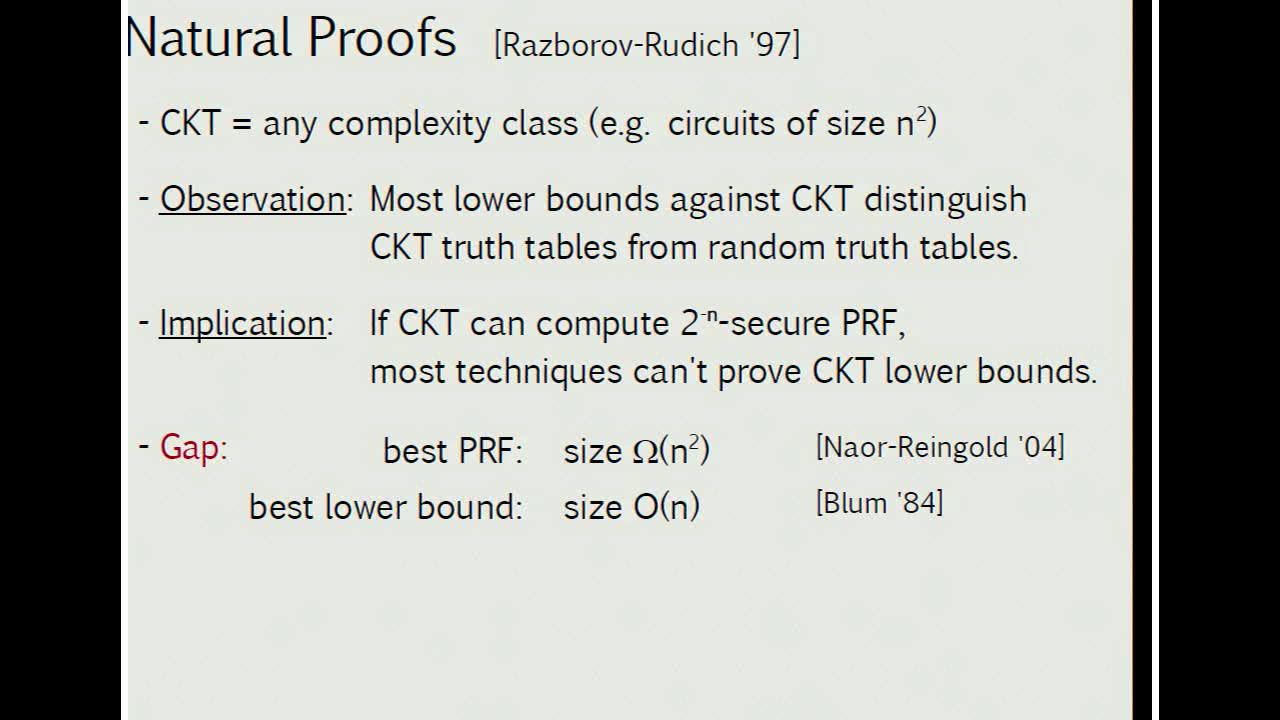 Natural Proofs [Razborov-Rudich '97]
- CKT = any complexity class (e.g. circuits of size n²)
- Observation: Most lower bounds against CKT distinguish
CKT truth tables from random truth tables.
- Implication: If CKT can compute 2⁻ⁿ-secure PRF,
most techniques can't prove CKT lower bounds.
- Gap: best PRF: size Ω(n²) [Naor-Reingold '04]
best lower bound: size O(n) [Blum '84]